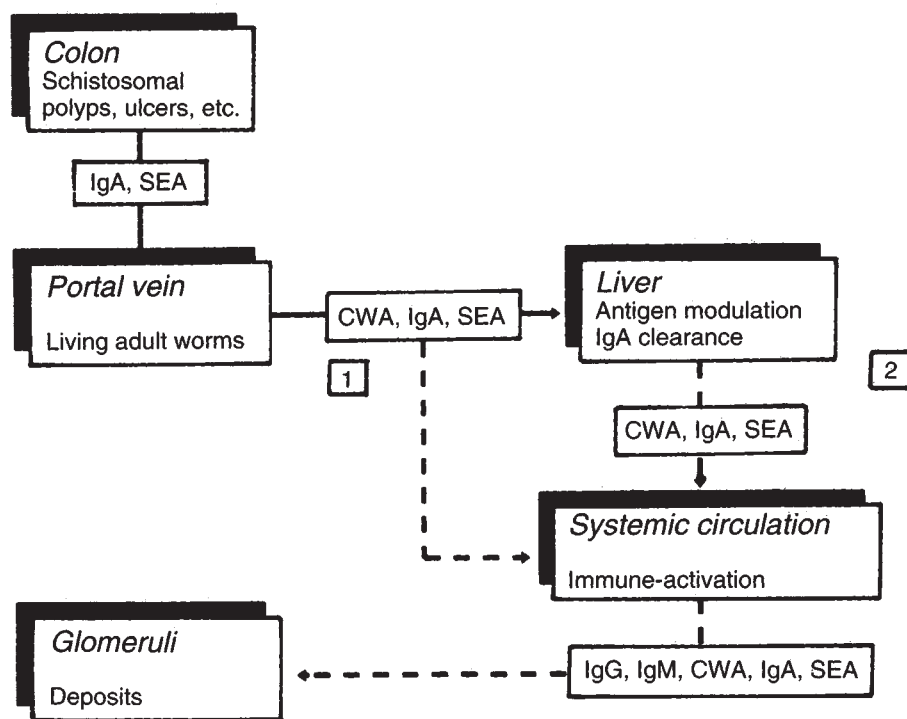 Colon
Schistosomal
polyps, ulcers, etc.
IgA, SEA
Portal vein
Living adult worms
CWA, IgA, SEA
1
Liver
Antigen modulation
IgA clearance
2
CWA, IgA, SEA
Systemic circulation
Immune-activation
IgG, IgM, CWA, IgA, SEA
Glomeruli
Deposits